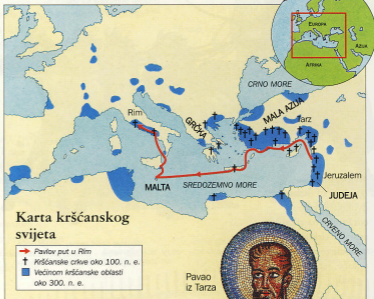 EUROPA
AZIJA
AFRIKA
CRNO MORE
MALA AZIJA
Rim
GRČKA
Tarz
Jeruzalem
MALTA
SREDOZEMNO MORE
JUDEJA
CRVENO MORE
Karta kršćanskog
svijeta
Pavlov put u Rim
Kršćanske crkve oko 100. n. e.
Većinom kršćanske oblasti
oko 300. n. e.
Pavao
iz Tarza